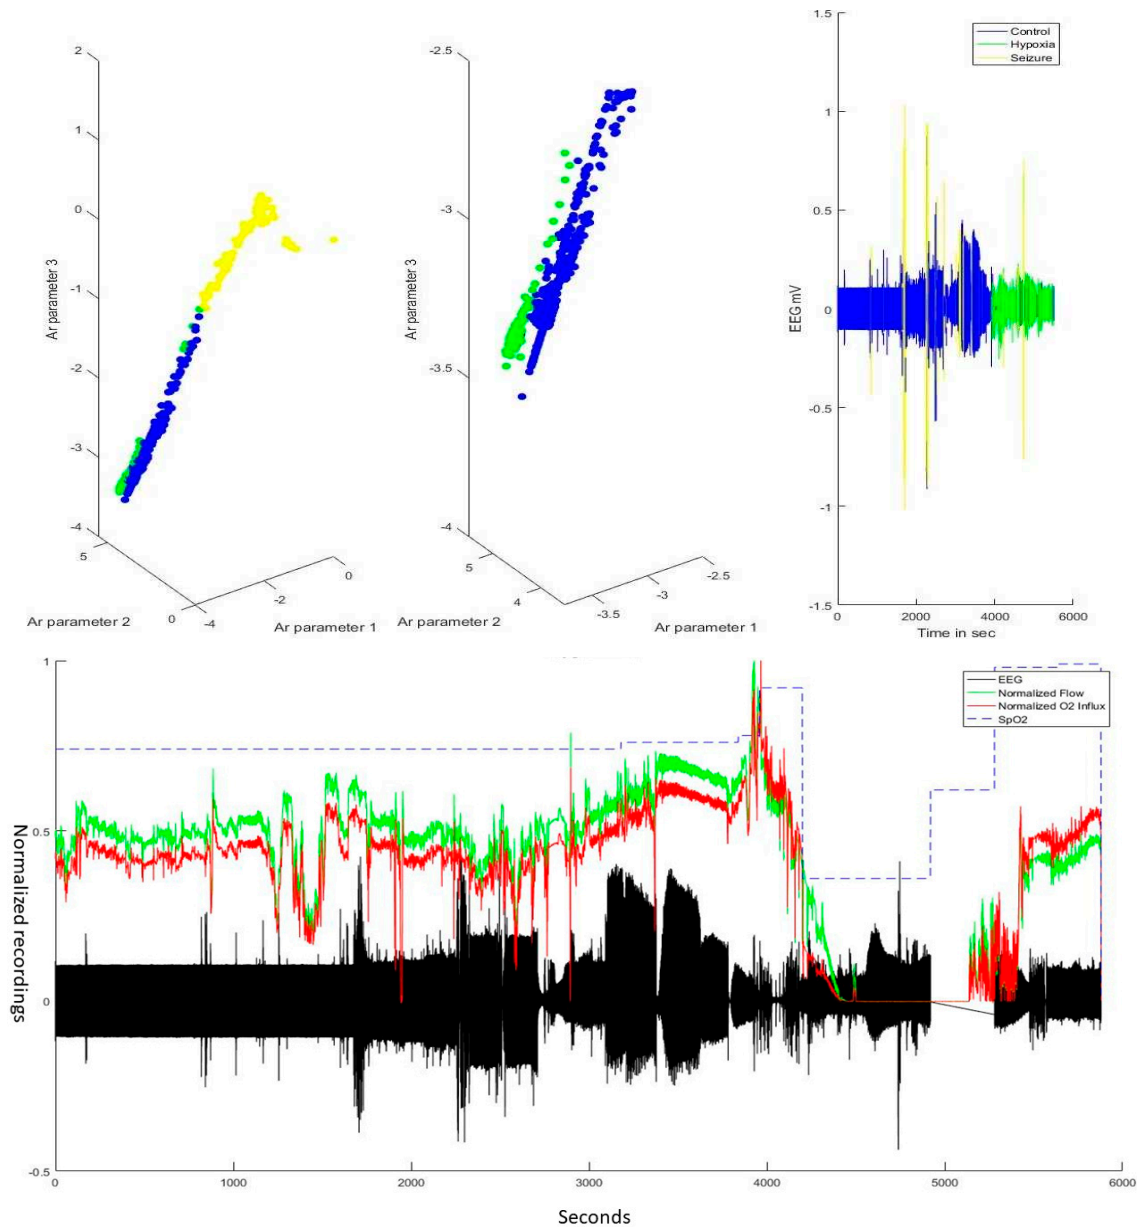 2
1
0
-1
-2
-3
-4
Ar parameter 3
5
0
Ar parameter 2
-4
-2
0
Ar parameter 1
-2.5
-3
-3.5
-4
Ar parameter 3
5
4
Ar parameter 2
-3.5
-3
-2.5
Ar parameter 1
1.5
1
0.5
0
-0.5
-1
-1.5
EEG mV
Control
Hypoxia
Seizure
0
2000
4000
6000
Time in sec
1
0.5
0
-0.5
Normalized recordings
EEG
Normalized Flow
Normalized O2 Influx
SpO2
0
1000
2000
3000
4000
5000
6000
Seconds